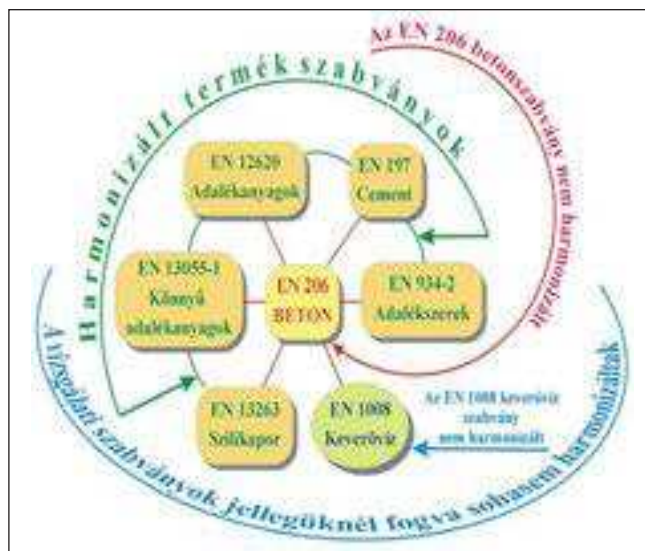 Harmonizált termék szabványok
Az EN 206 betonszabvány nem harmonizált
EN 12620
Adalékanyagok
EN 197
Cement
EN 13055-1
Könnyű
adalékanyagok
EN 206
BETON
EN 934-2
Adalékszerek
EN 13263
Szilikapor
EN 1008
Keverővíz
Az EN 1008 keverővíz
szabvány
nem harmonizált
A vizsgálati szabványok jellegüknél fogva sohasem harmonizáltak